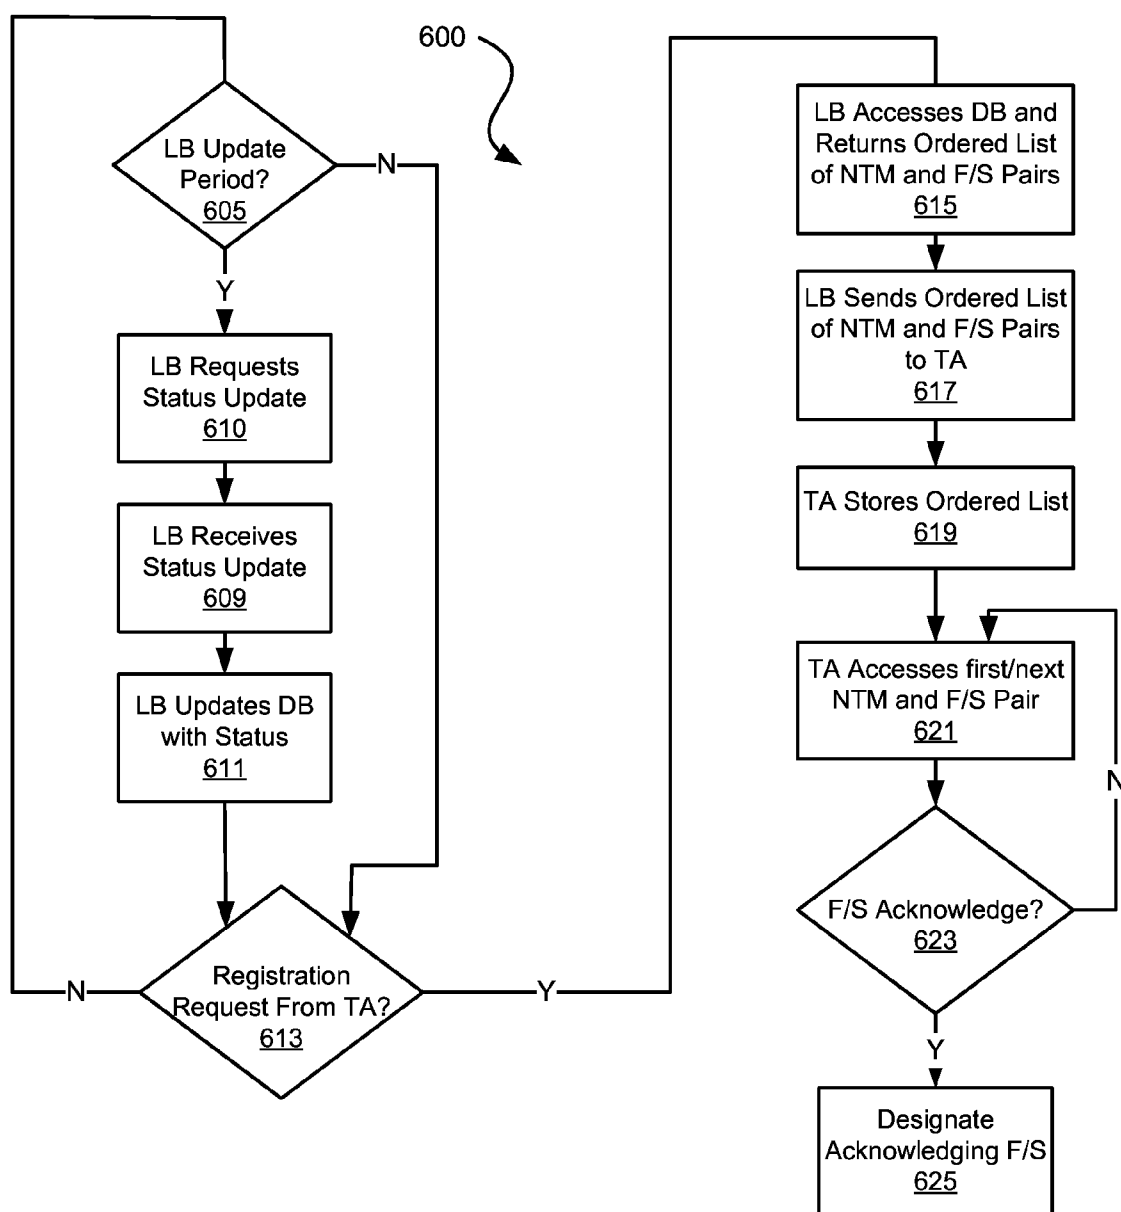 600
LB Update
Period?
605
N
Y
LB Requests
Status Update
610
LB Receives
Status Update
609
LB Updates DB
with Status
611
Registration
Request From TA?
613
N
Y
LB Accesses DB and
Returns Ordered List
of NTM and F/S Pairs
615
LB Sends Ordered List
of NTM and F/S Pairs
to TA
617
TA Stores Ordered List
619
TA Accesses first/next
NTM and F/S Pair
621
N
F/S Acknowledge?
623
Y
Designate
Acknowledging F/S
625